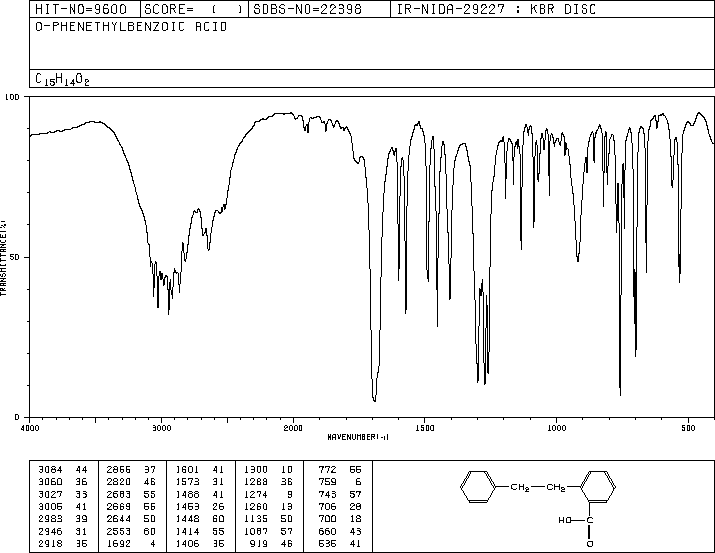 HIT-NO=9600 SCORE= ( ) SDBS-NO=22398 IR-NIDA-29227 : KBR DISC
O-PHENETHYLBENZOIC ACID
C15H14O2
100
TRANSMITTANCE(%)
50
0
4000 3000 2000 1500 1000 500
WAVENUMBER(-1)
3084 44 2866 37 1601 41 1300 10 772 55
3060 36 2820 46 1573 31 1288 36 759 6
3027 33 2683 55 1488 41 1274 9 743 57
3005 41 2669 55 1453 26 1260 13 706 28
2983 39 2644 50 1448 60 1135 50 700 18
2946 31 2553 60 1414 55 1087 57 660 43
2918 35 1692 4 1406 35 919 46 535 41
CH2 CH2
HO C
O